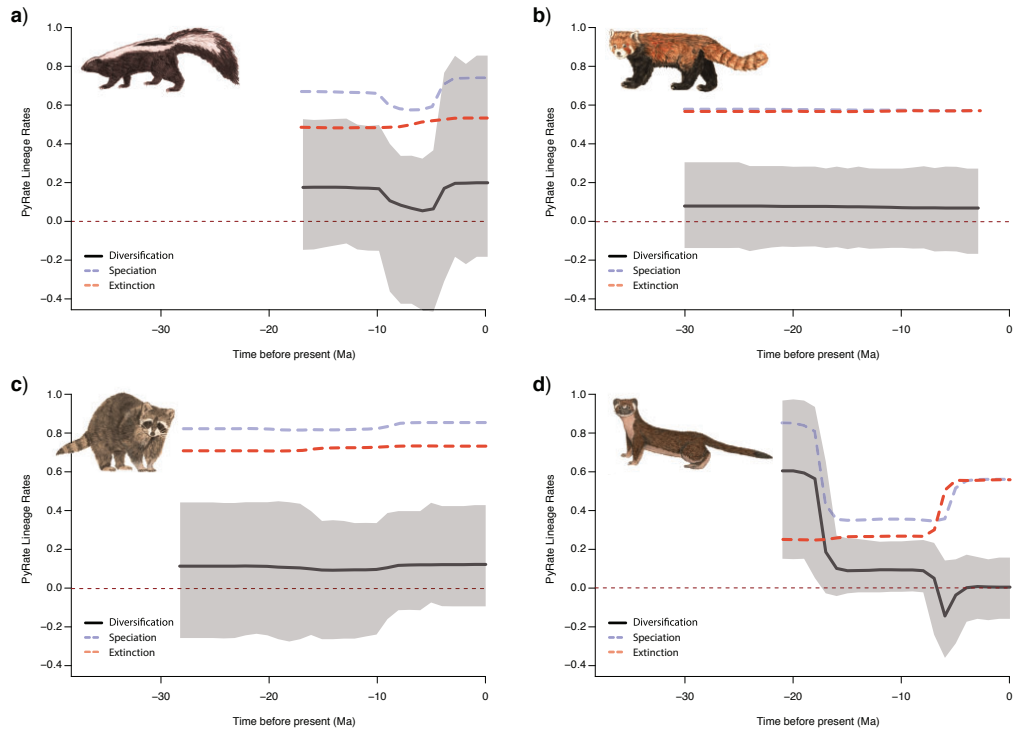 a)
1.0
0.8
0.6
0.4
0.2
0.0
−0.2
−0.4
PyRate Lineage Rates
Diversification
Speciation
Extinction
−30 −20 −10 0
Time before present (Ma)
b)
1.0
0.8
0.6
0.4
0.2
0.0
−0.2
−0.4
PyRate Lineage Rates
Diversification
Speciation
Extinction
−30 −20 −10 0
Time before present (Ma)
c)
1.0
0.8
0.6
0.4
0.2
0.0
−0.2
−0.4
PyRate Lineage Rates
Diversification
Speciation
Extinction
−30 −20 −10 0
Time before present (Ma)
d)
1.0
0.8
0.6
0.4
0.2
0.0
−0.2
−0.4
PyRate Lineage Rates
Diversification
Speciation
Extinction
−30 −20 −10 0
Time before present (Ma)